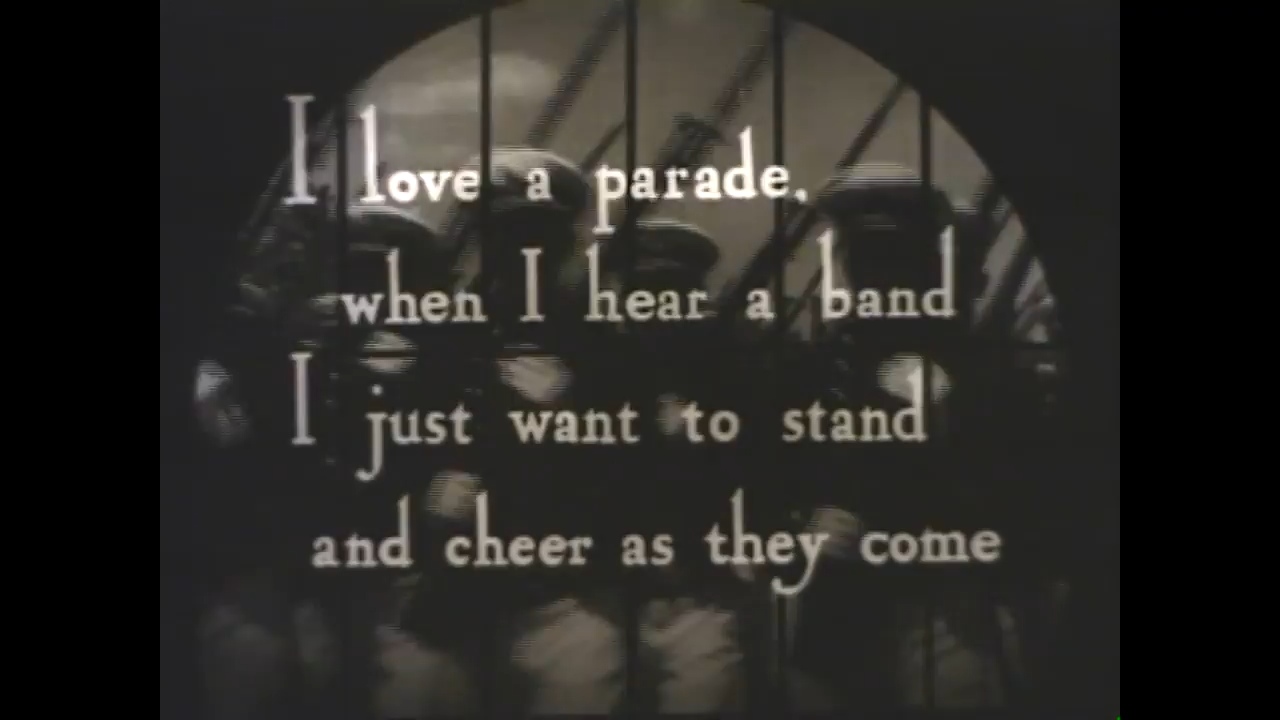 I love a parade,
when I hear a band
I just want to stand
and cheer as they come